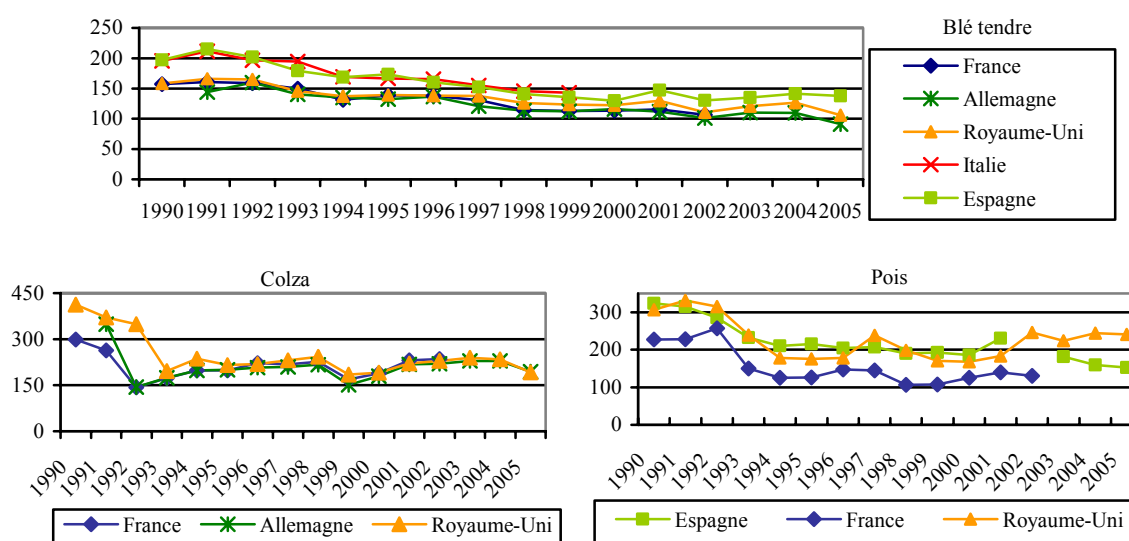 Blé tendre
250
200
150
100
50
0
1990 1991 1992 1993 1994 1995 1996 1997 1998 1999 2000 2001 2002 2003 2004 2005
France
Allemagne
Royaume-Uni
Italie
Espagne
Colza
450
300
150
0
1990 1991 1992 1993 1994 1995 1996 1997 1998 1999 2000 2001 2002 2003 2004 2005
France Allemagne Royaume-Uni
Pois
300
200
100
0
1990 1991 1992 1993 1994 1995 1996 1997 1998 1999 2000 2001 2002 2003 2004 2005
Espagne France Royaume-Uni